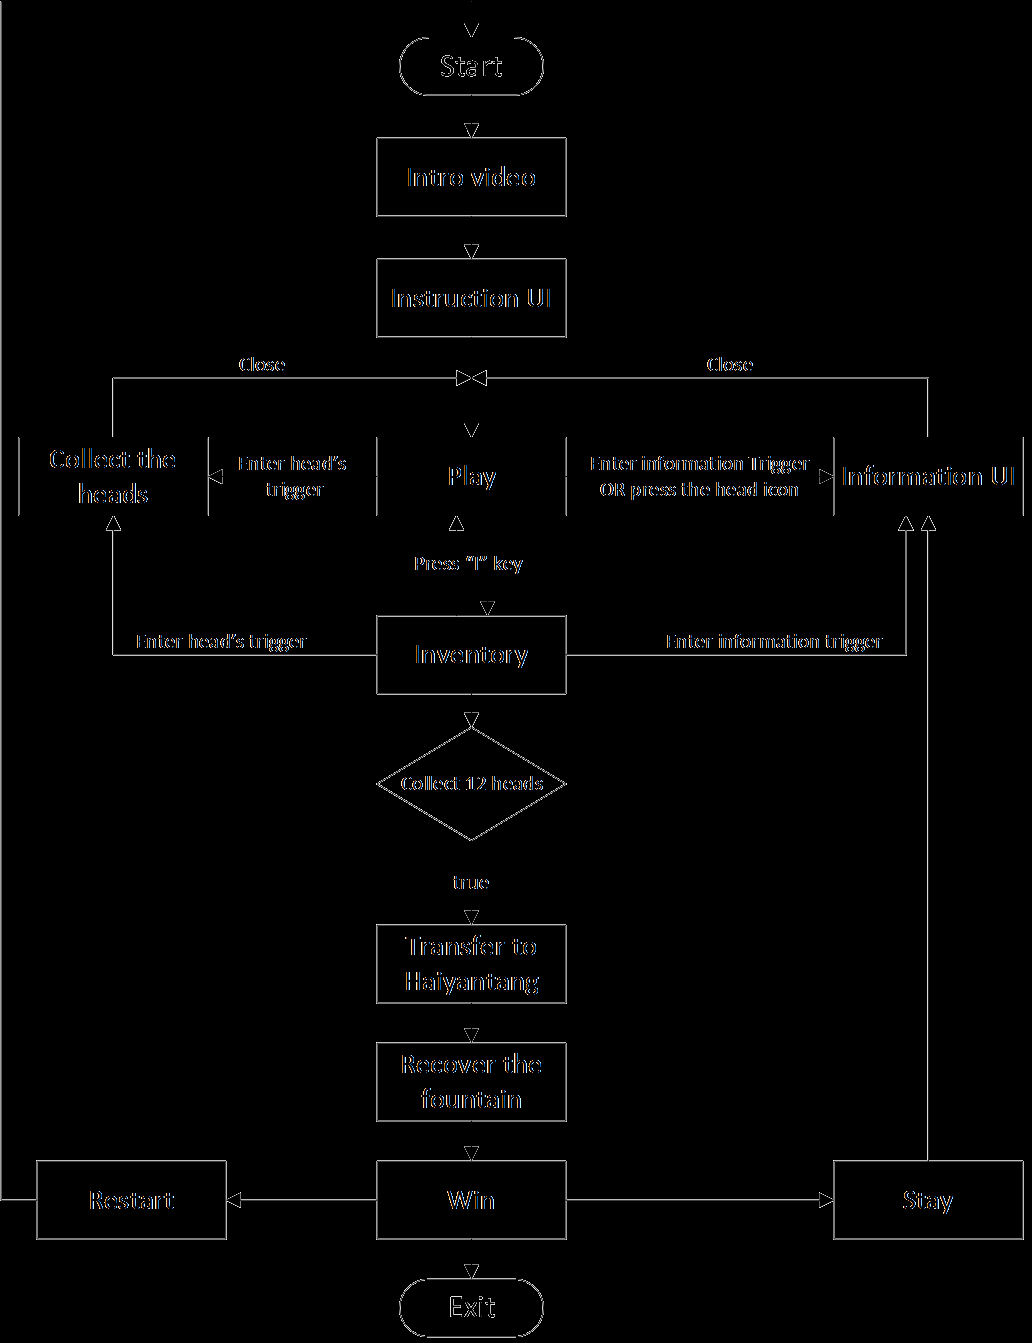 Start
Intro video
Instruction UI
Close
Close
Collect the
heads
Enter head's
trigger
Play
Enter information Trigger
OR press the head icon
Information UI
Press "I" key
Enter head's trigger
Inventory
Enter information trigger
Collect 12 heads
true
Transfer to
Haiyantang
Recover the
fountain
Restart
Win
Stay
Exit